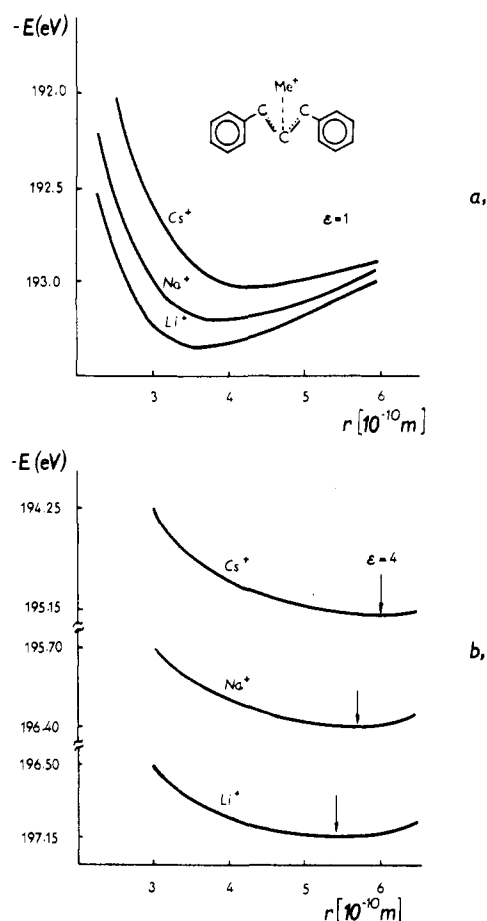 -E(eV)
192.0
192.5
193.0
Me+
C C
C
Cs+
Na+
Li+
ε=1
a,
3 4 5 6
r [10^-10 m]
-E(eV)
194.25
195.15
195.70
196.40
196.50
197.15
Cs+
ε=4
Na+
Li+
b,
3 4 5 6
r [10^-10 m]